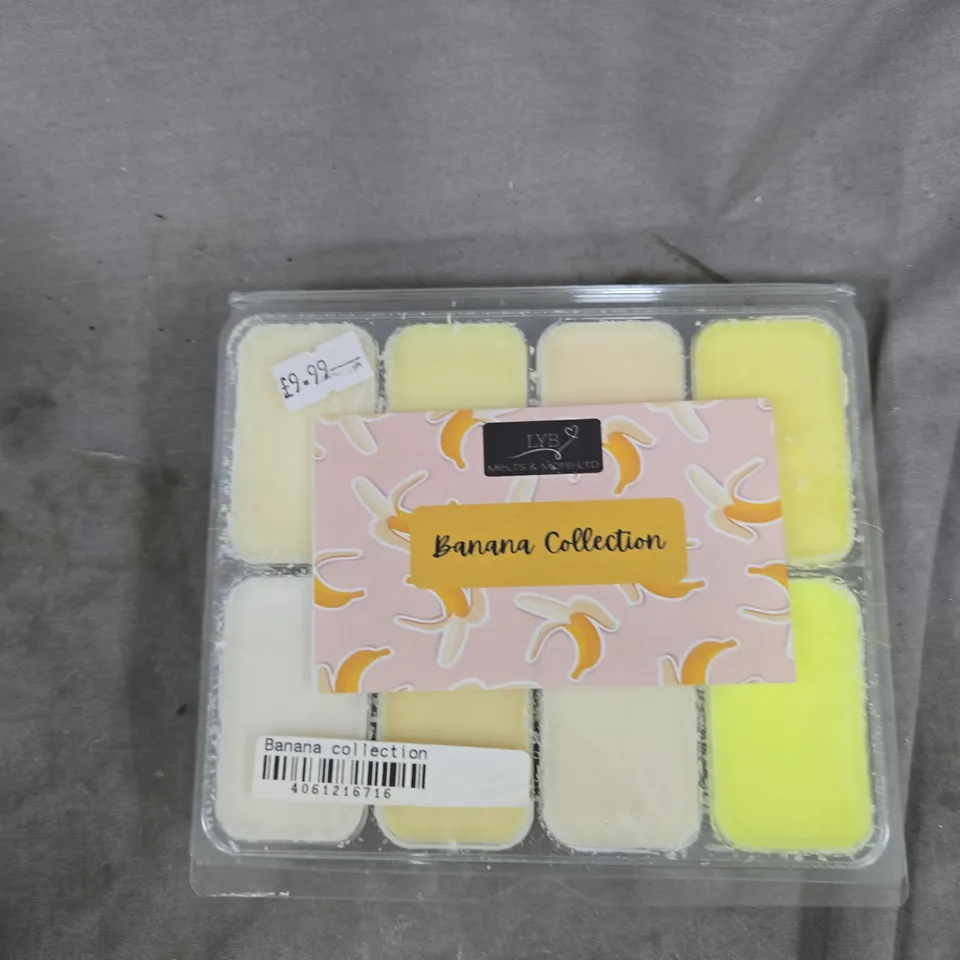 £9.99
LYB
MELTS & MORE LTD
Banana Collection
Banana collection
4061216716